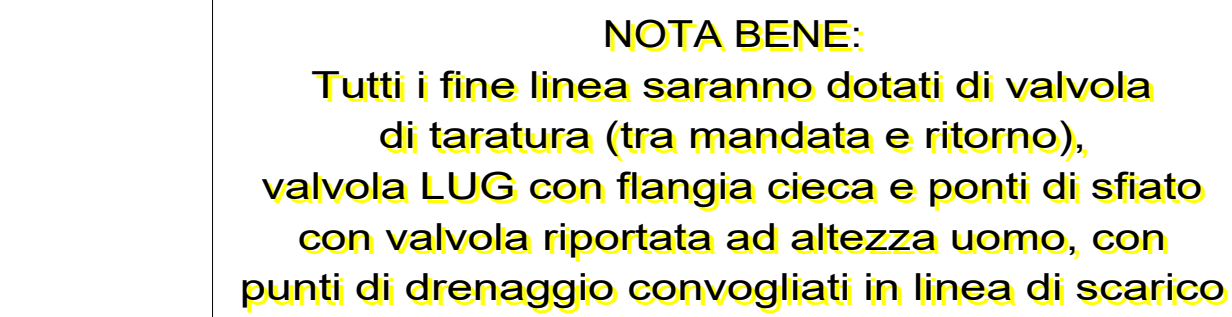 NOTA BENE:
Tutti i fine linea saranno dotati di valvola
di taratura (tra mandata e ritorno),
valvola LUG con flangia cieca e ponti di sfiato
con valvola riportata ad altezza uomo, con
punti di drenaggio convogliati in linea di scarico